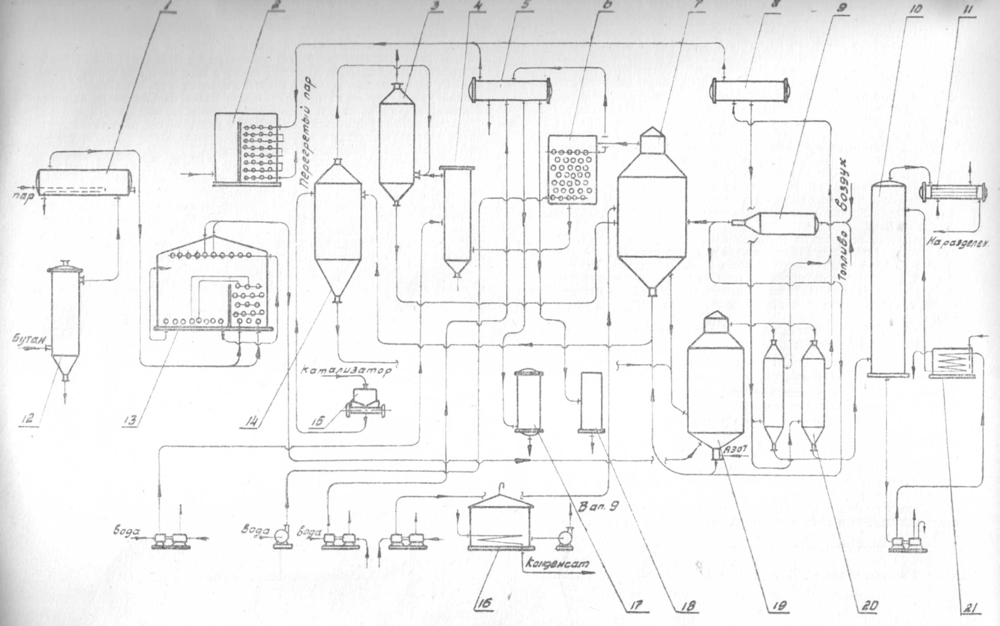 1
2
3
4
5
6
7
8
9
10
11
Перегретый пар
пар
воздух
Топливо
На разделен.
Бутан
Катализатор
12
13
14
15
Азот
В ап. 9
вода
вода
вода
Конденсат
16
17
18
19
20
21